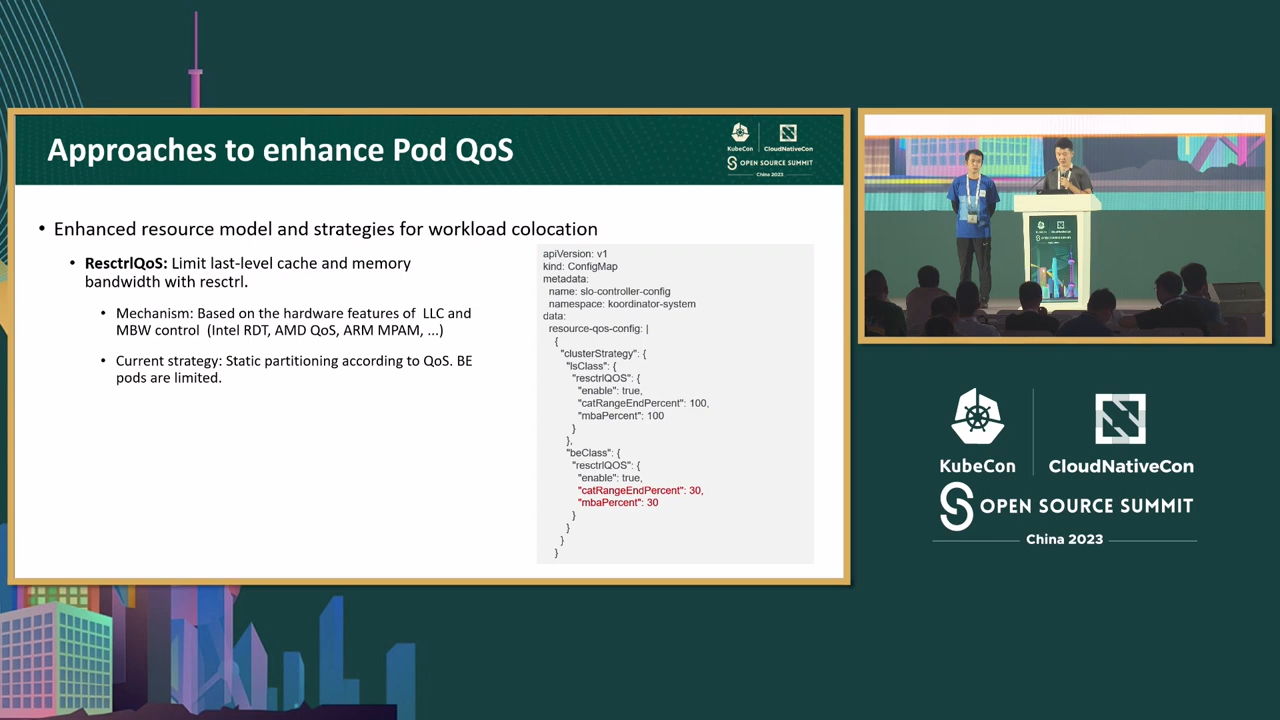 Approaches to enhance Pod QoS
KubeCon
CloudNativeCon
OPEN SOURCE SUMMIT
China 2023
• Enhanced resource model and strategies for workload colocation
• ResctrlQoS: Limit last-level cache and memory
bandwidth with resctrl.
• Mechanism: Based on the hardware features of LLC and
MBW control (Intel RDT, AMD QoS, ARM MPAM, ...)
• Current strategy: Static partitioning according to QoS. BE
pods are limited.
apiVersion: v1
kind: ConfigMap
metadata:
name: slo-controller-config
namespace: koordinator-system
data:
resource-qos-config: |
{
"clusterStrategy": {
"lsClass": {
"resctrlQOS": {
"enable": true,
"catRangeEndPercent": 100,
"mbaPercent": 100
}
},
"beClass": {
"resctrlQOS": {
"enable": true,
"catRangeEndPercent": 30,
"mbaPercent": 30
}
}
}
}
KubeCon
CloudNativeCon
OPEN SOURCE SUMMIT
China 2023